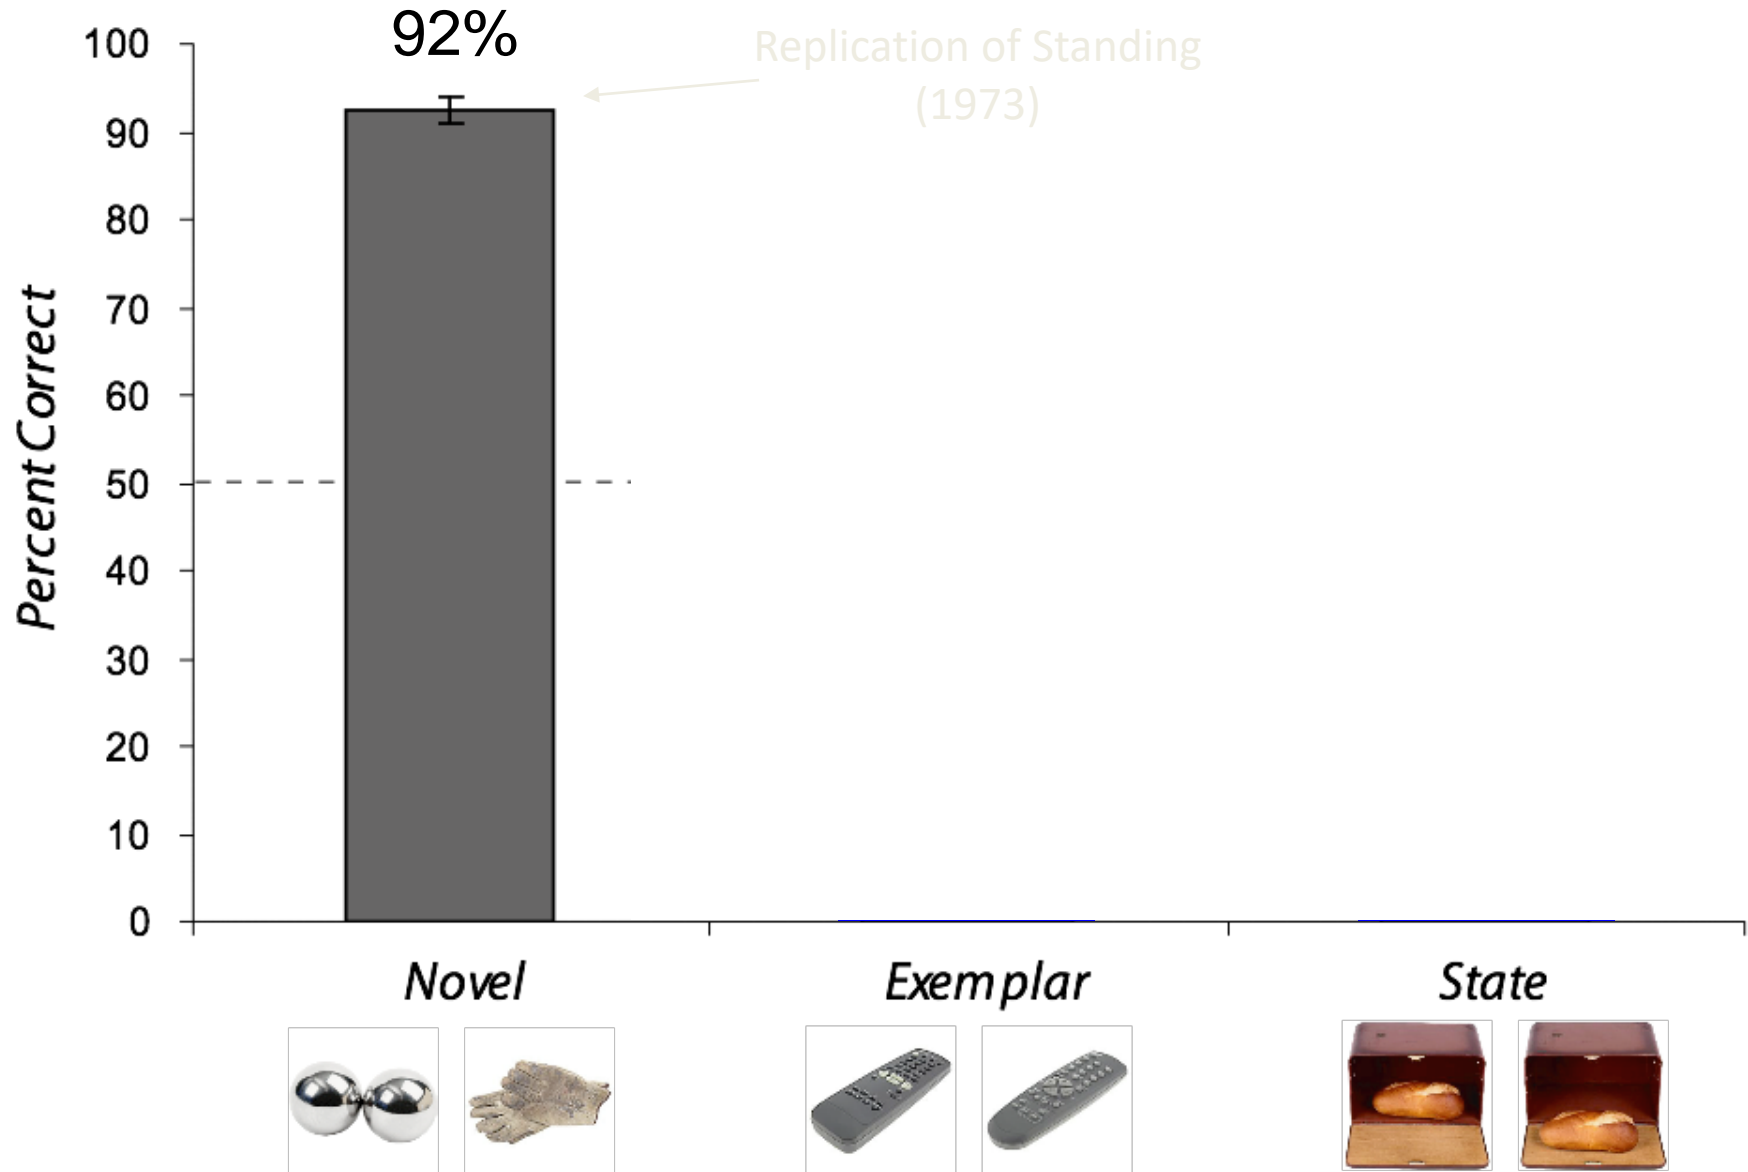 92%
Replication of Standing
(1973)
100
90
80
70
60
50
40
30
20
10
0
Percent Correct
Novel
Exemplar
State